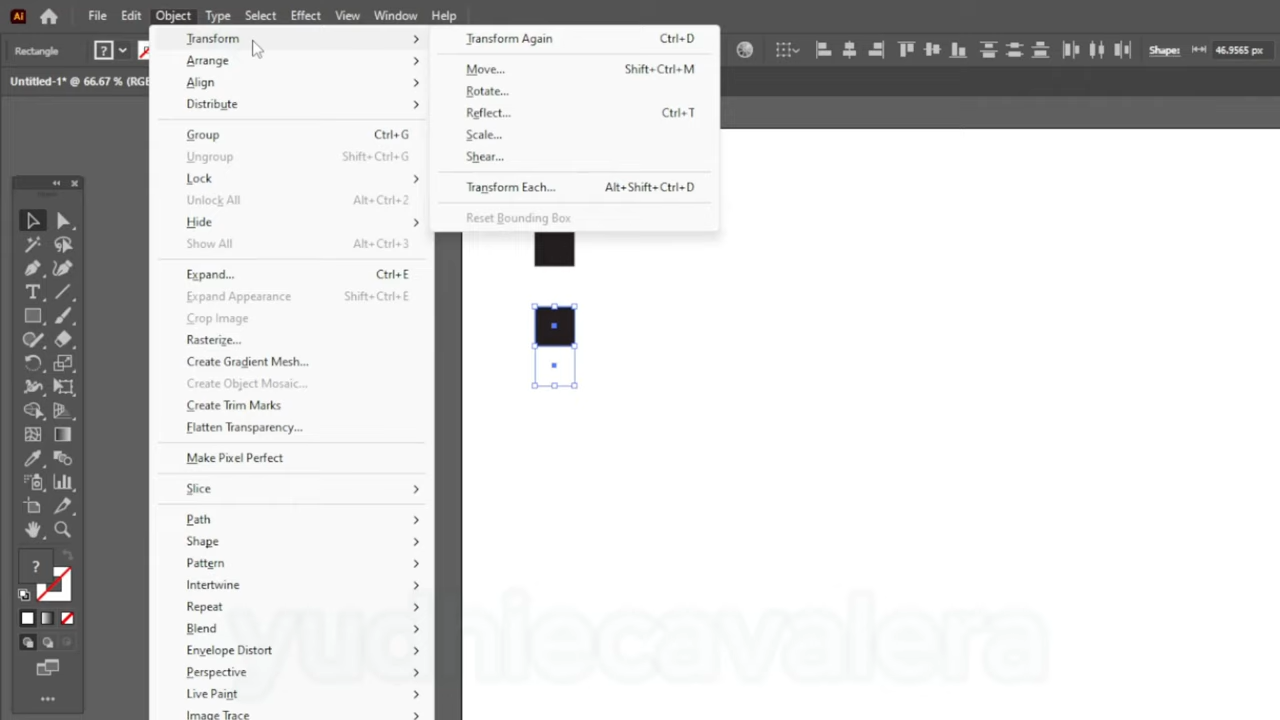 Ai File Edit Object Type Select Effect View Window Help
Rectangle ? Shape: 46.9565 px
Untitled-1* @ 66.67 % (RGB
Transform
Arrange
Align
Distribute
Group Ctrl+G
Ungroup Shift+Ctrl+G
Lock
Unlock All Alt+Ctrl+2
Hide
Show All Alt+Ctrl+3
Expand... Ctrl+E
Expand Appearance Shift+Ctrl+E
Crop Image
Rasterize...
Create Gradient Mesh...
Create Object Mosaic...
Create Trim Marks
Flatten Transparency...
Make Pixel Perfect
Slice
Path
Shape
Pattern
Intertwine
Repeat
Blend
Envelope Distort
Perspective
Live Paint
Image Trace
Transform Again Ctrl+D
Move... Shift+Ctrl+M
Rotate...
Reflect... Ctrl+T
Scale...
Shear...
Transform Each... Alt+Shift+Ctrl+D
Reset Bounding Box
?
yudhiecavalora